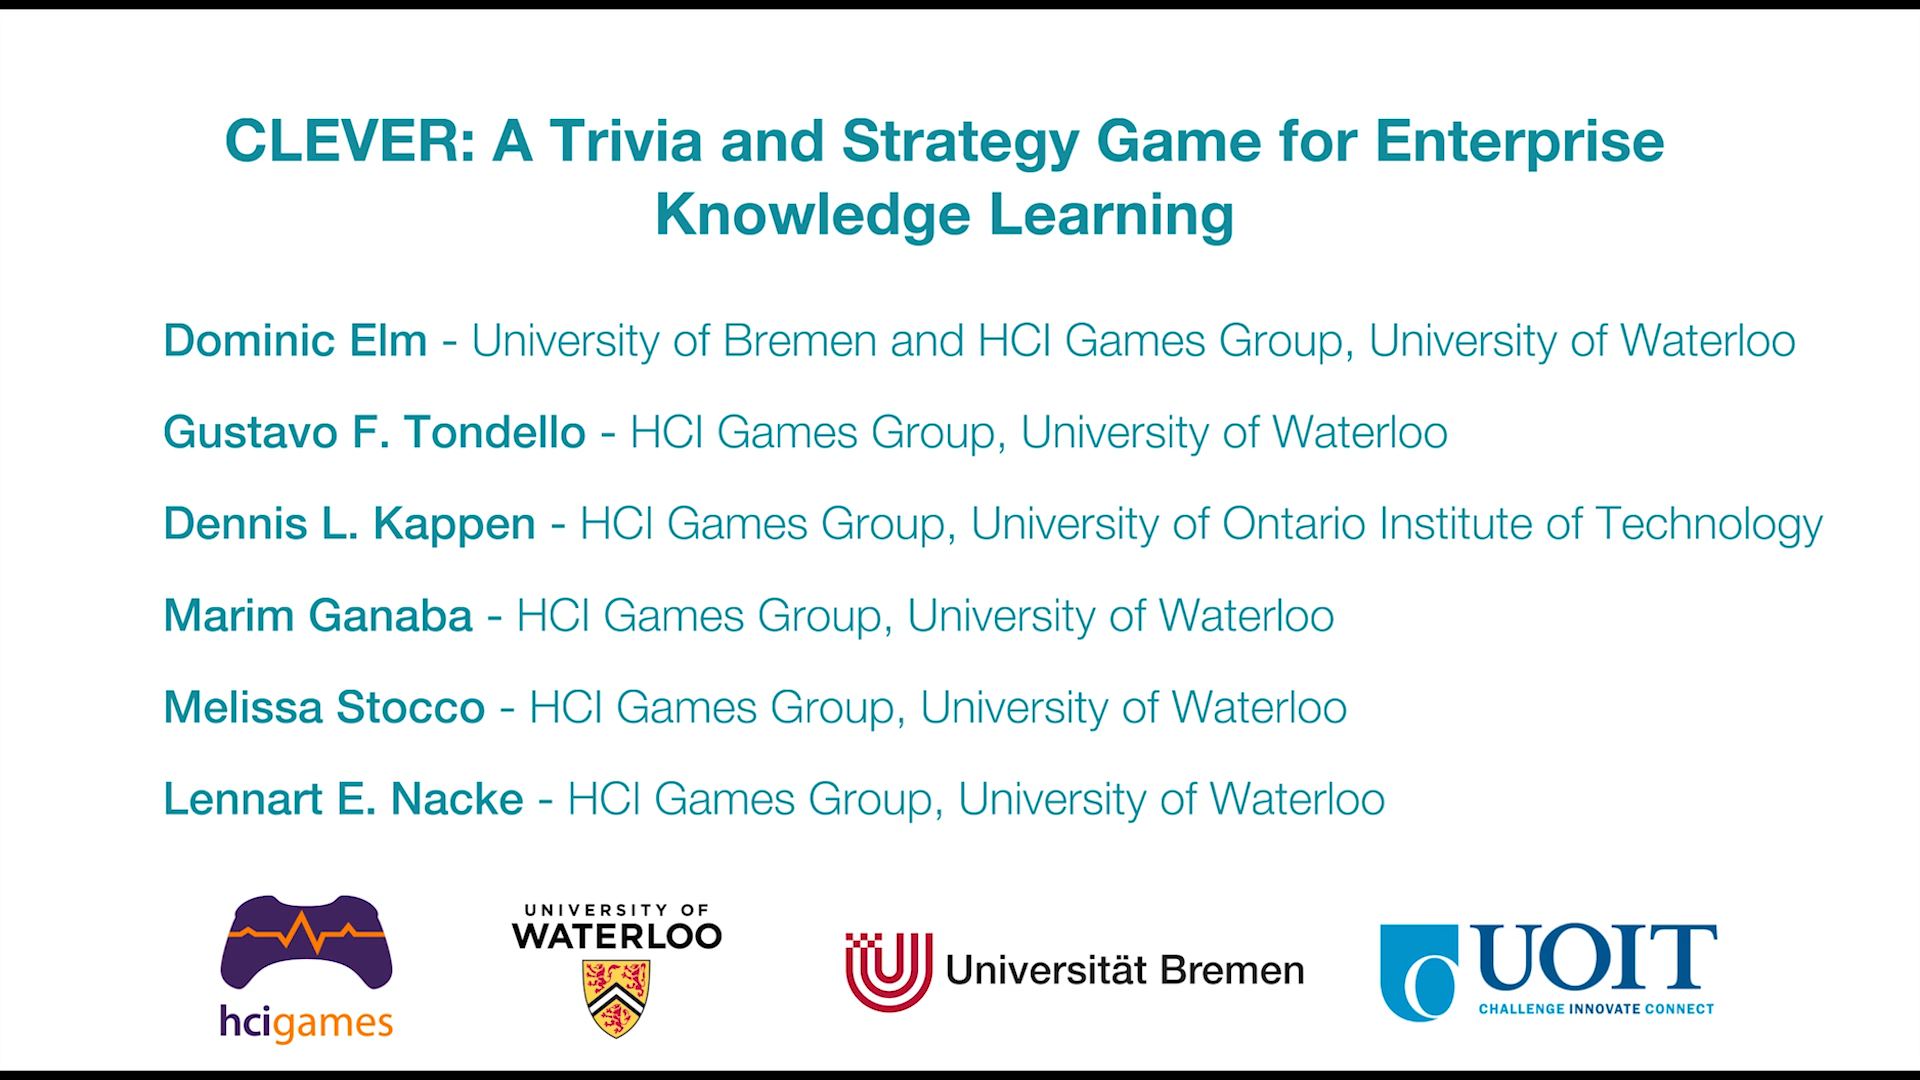 CLEVER: A Trivia and Strategy Game for Enterprise
Knowledge Learning
Dominic Elm - University of Bremen and HCI Games Group, University of Waterloo
Gustavo F. Tondello - HCI Games Group, University of Waterloo
Dennis L. Kappen - HCI Games Group, University of Ontario Institute of Technology
Marim Ganaba - HCI Games Group, University of Waterloo
Melissa Stocco - HCI Games Group, University of Waterloo
Lennart E. Nacke - HCI Games Group, University of Waterloo
hcigames
UNIVERSITY OF
WATERLOO
Universität Bremen
UOIT
CHALLENGE INNOVATE CONNECT